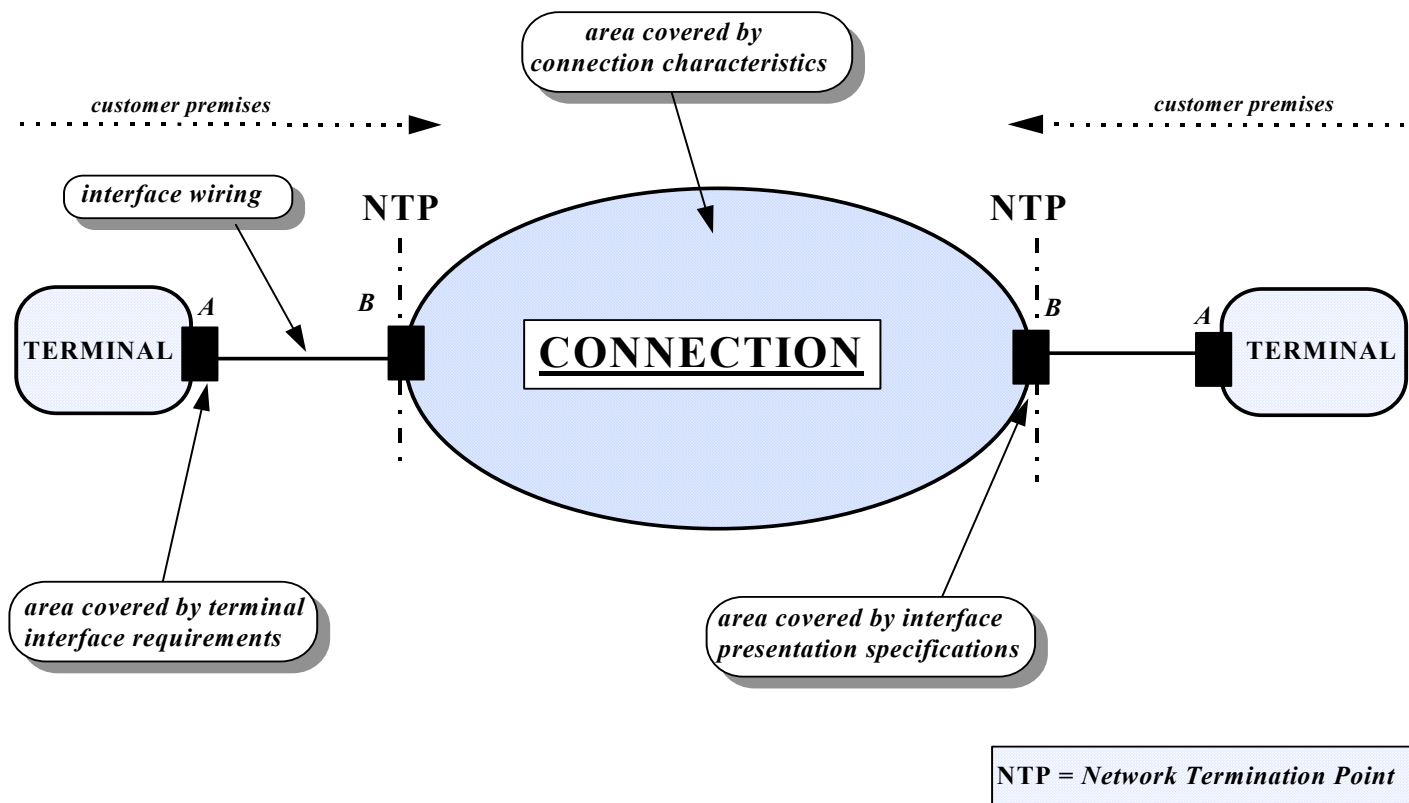 area covered by
connection characteristics
customer premises
customer premises
interface wiring
NTP
NTP
A
B
B
A
TERMINAL
CONNECTION
TERMINAL
area covered by terminal
interface requirements
area covered by interface
presentation specifications
NTP = Network Termination Point